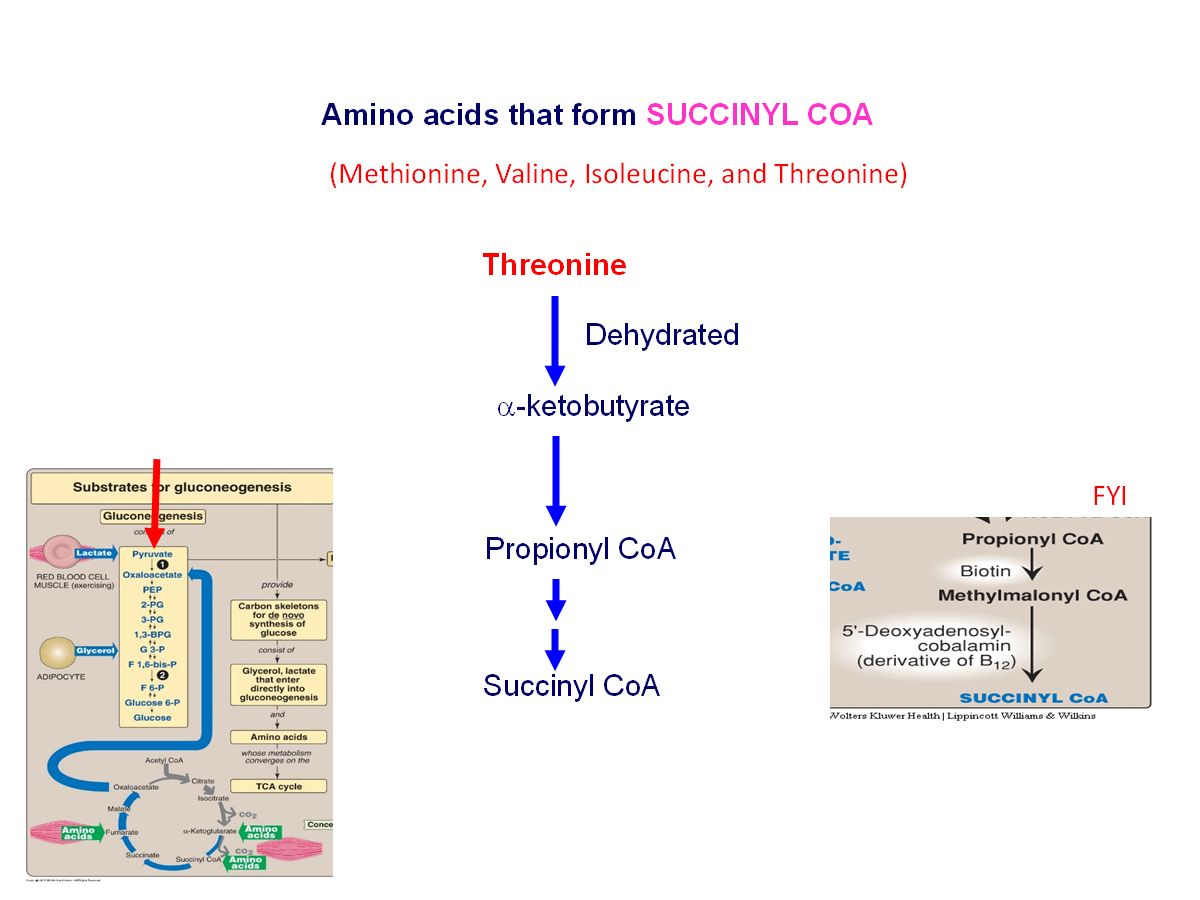 Amino acids that form SUCCINYL COA
(Methionine, Valine, Isoleucine, and Threonine)
Threonine
Dehydrated
α-ketobutyrate
Propionyl CoA
Succinyl CoA
Substrates for gluconeogenesis
Gluconeogenesis
consist of
Lactate
RED BLOOD CELL
MUSCLE (exercising)
Pyruvate
1
Oxaloacetate
PEP
2-PG
3-PG
1,3-BPG
G 3-P
F 1,6-bis-P
2
F 6-P
Glucose 6-P
Glucose
Glycerol
ADIPOCYTE
provide
Carbon skeletons
for de novo
synthesis of
glucose
consist of
Glycerol, lactate
that enter
directly into
gluconeogenesis
and
Amino acids
whose metabolism
converges on the
TCA cycle
Acetyl CoA
Oxaloacetate
Citrate
Isocitrate
CO2
Malate
Amino
acids
Fumarate
α-Ketoglutarate
Amino
acids
CO2
Succinate
Succinyl CoA
Amino
acids
Conce
FYI
Propionyl CoA
Biotin
Methylmalonyl CoA
O-
TE
CoA
5'-Deoxyadenosyl-
cobalamin
(derivative of B12)
SUCCINYL CoA
Wolters Kluwer Health | Lippincott Williams & Wilkins